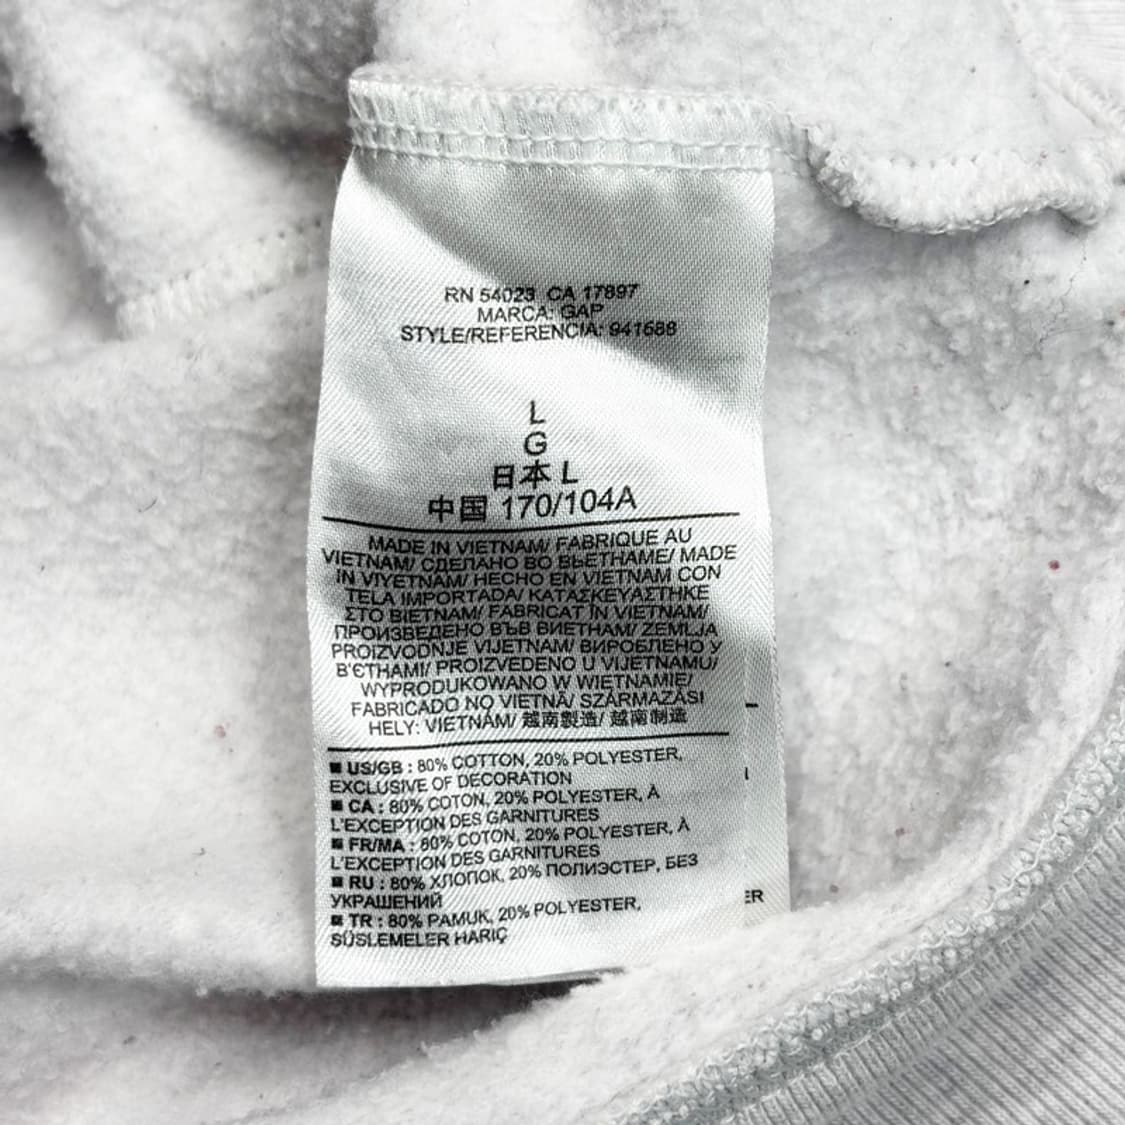 RN 54023 CA 17897
MARCA: GAP
STYLE/REFERENCIA: 941688
L
G
日本 L
中国 170/104A
MADE IN VIETNAM/ FABRIQUE AU
VIETNAM/ СДЕЛАНО ВО ВЬЕТНАМЕ/ MADE
IN VIYETNAM/ HECHO EN VIETNAM CON
TELA IMPORTADA/ ΚΑΤΑΣΚΕΥΑΣΤΗΚΕ
ΣΤΟ ΒΙΕΤΝΑΜ/ FABRICAT ÎN VIETNAM/
ПРОИЗВЕДЕНО ВЪВ ВИЕТНАМ/ ZEMLJA
PROIZVODNJE VIJETNAM/ ВИРОБЛЕНО У
В'ЄТНАМІ/ PROIZVEDENO U VIJETNAMU/
WYPRODUKOWANO W WIETNAMIE/
FABRICADO NO VIETNÃ/ SZÁRMAZÁSI
HELY: VIETNÁM/ 越南製造/ 越南制造
■ US/GB : 80% COTTON, 20% POLYESTER,
EXCLUSIVE OF DECORATION
■ CA : 80% COTON, 20% POLYESTER, À
L'EXCEPTION DES GARNITURES
■ FR/MA : 80% COTON, 20% POLYESTER, À
L'EXCEPTION DES GARNITURES
■ RU : 80% ХЛОПОК, 20% ПОЛИЭСТЕР, БЕЗ
УКРАШЕНИЙ
■ TR : 80% PAMUK, 20% POLYESTER,
SÜSLEMELER HARIÇ
ER